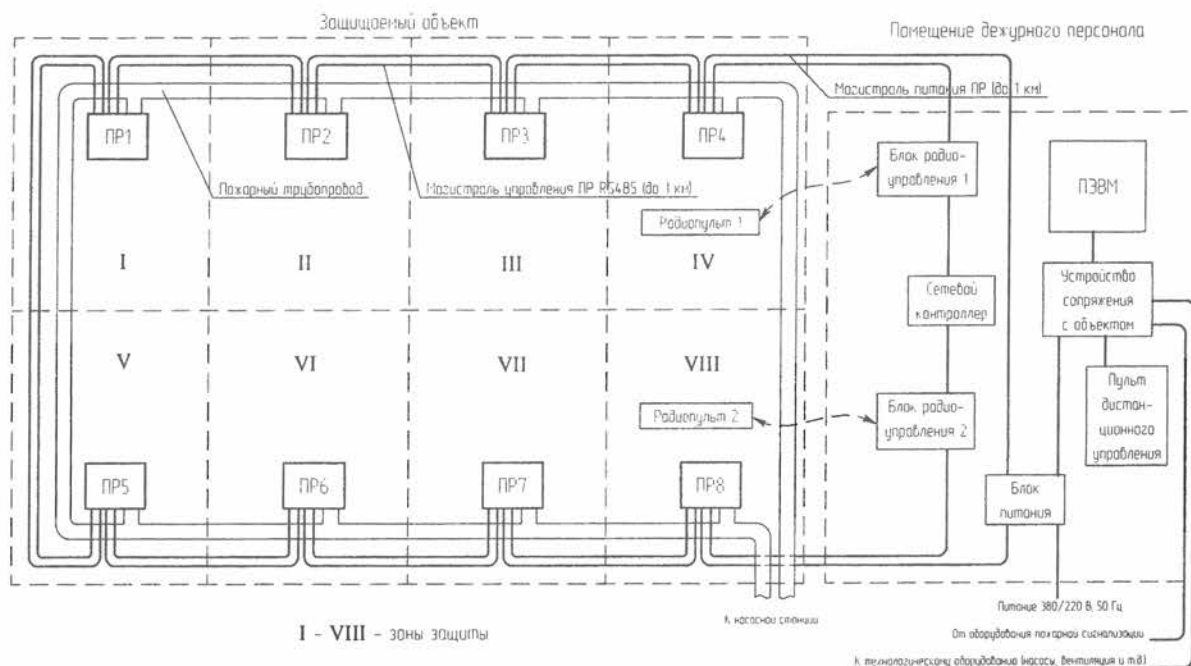 Защищаемый объект
Помещение дежурного персонала
Магистраль питания ПР (до 1 км)
ПР1
ПР2
ПР3
ПР4
Пожарный трубопровод
Магистраль управления ПР RS485 (до 1 км)
Блок радио-
управления 1
ПЭВМ
Радиопульт 1
I
II
III
IV
Сетевой
контроллер
Устройство
сопряжения
с объектом
V
VI
VII
VIII
Радиопульт 2
Блок радио-
управления 2
Пульт
дистан-
ционного
управления
ПР5
ПР6
ПР7
ПР8
Блок
питания
Питание 380/220 В, 50 Гц
К насосной станции
I - VIII - зоны защиты
От оборудования пожарной сигнализации
К технологическому оборудованию (насосы, вентиляция и т.д.)